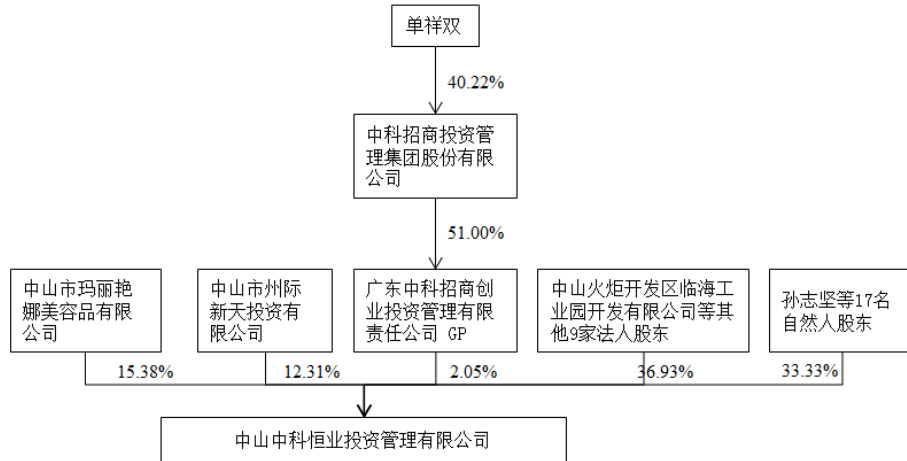 单祥双
40.22%
中科招商投资管
理集团股份有限
公司
51.00%
中山市玛丽艳
娜美容品有限
公司
中山市州际
新天投资有
限公司
广东中科招商创
业投资管理有限
责任公司 GP
中山火炬开发区临海工
业园开发有限公司等其
他9家法人股东
孙志坚等17名
自然人股东
15.38%
12.31%
2.05%
36.93%
33.33%
中山中科恒业投资管理有限公司